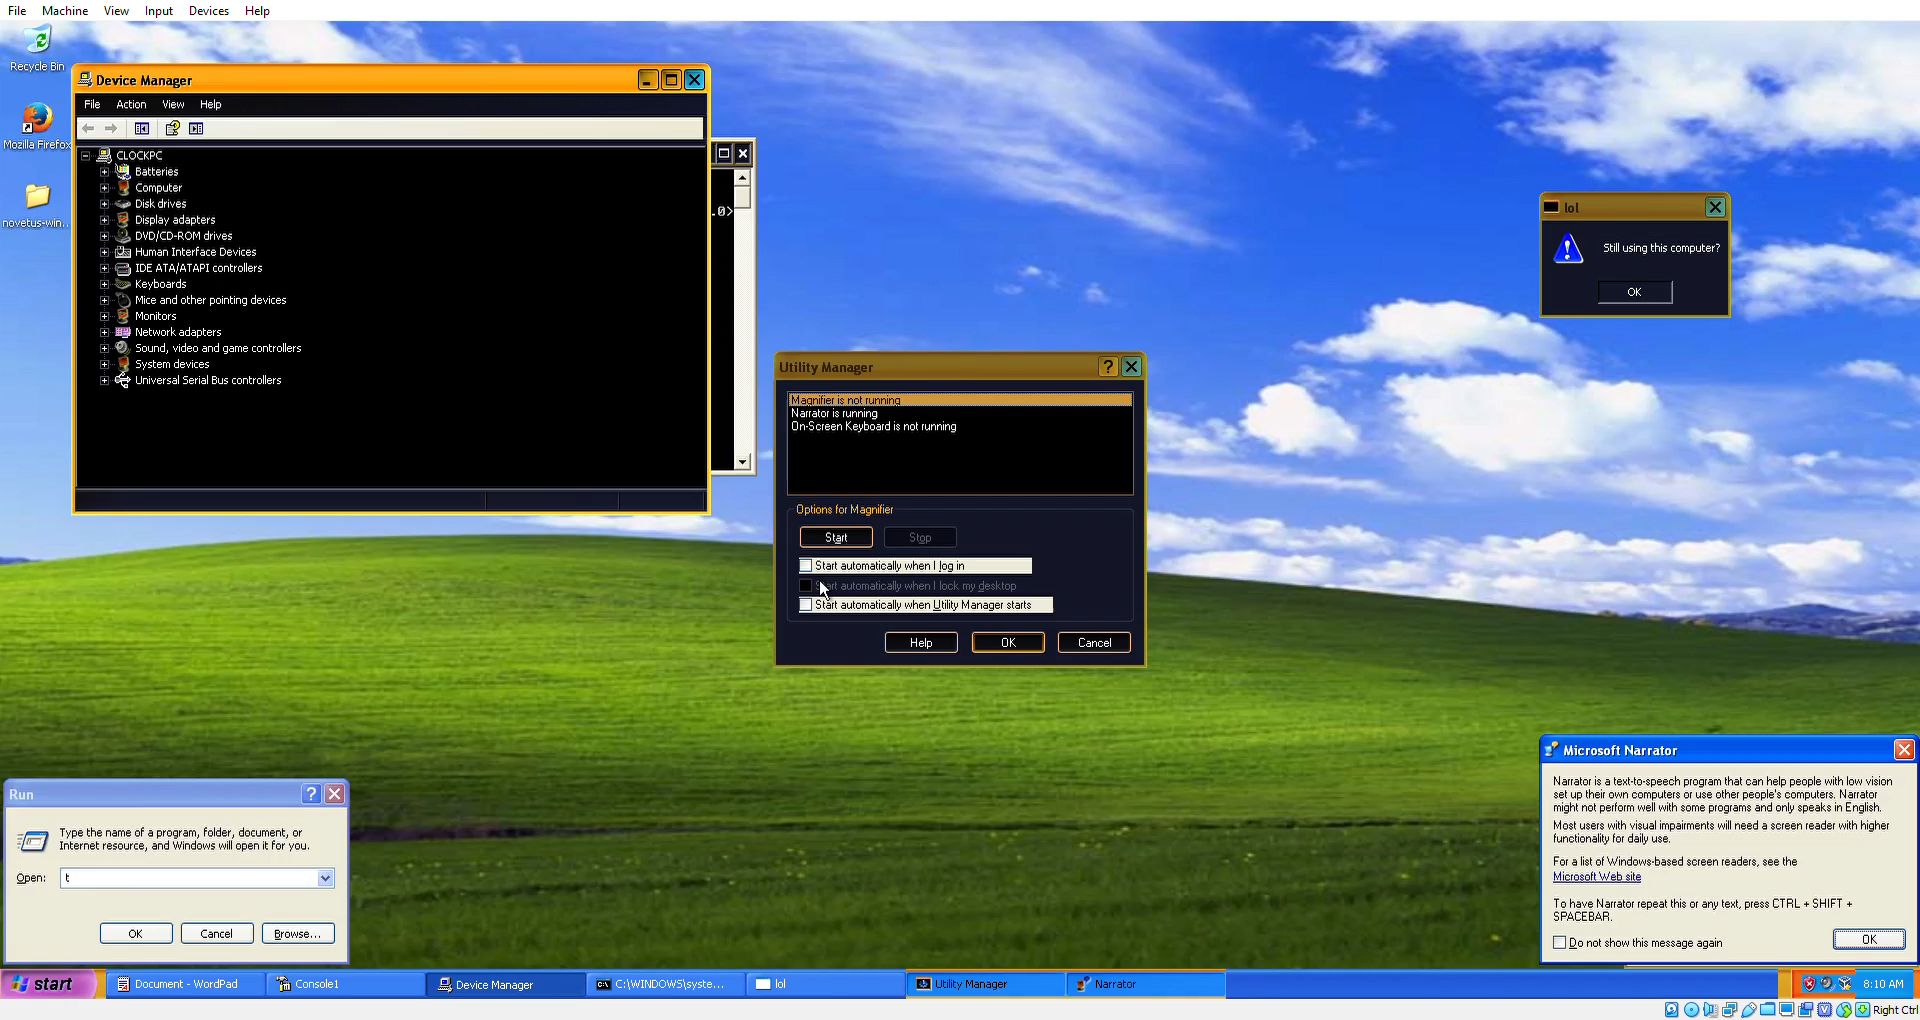 File Machine View Input Devices Help
Recycle Bin
Mozilla Firefox
novetus-win...
Device Manager
File Action View Help
CLOCKPC
Batteries
Computer
Disk drives
Display adapters
DVD/CD-ROM drives
Human Interface Devices
IDE ATA/ATAPI controllers
Keyboards
Mice and other pointing devices
Monitors
Network adapters
Sound, video and game controllers
System devices
Universal Serial Bus controllers
.0>
lol
Still using this computer?
OK
Utility Manager
Magnifier is not running
Narrator is running
On-Screen Keyboard is not running
Options for Magnifier
Start Stop
Start automatically when I log in
automatically when I lock my desktop
Start automatically when Utility Manager starts
Help OK Cancel
Run
Type the name of a program, folder, document, or
Internet resource, and Windows will open it for you.
Open: t
OK Cancel Browse...
Microsoft Narrator
Narrator is a text-to-speech program that can help people with low vision
set up their own computers or use other people's computers. Narrator
might not perform well with some programs and only speaks in English.
Most users with visual impairments will need a screen reader with higher
functionality for daily use.
For a list of Windows-based screen readers, see the
Microsoft Web site
To have Narrator repeat this or any text, press CTRL + SHIFT +
SPACEBAR.
Do not show this message again
OK
start
Document - WordPad
Console1
Device Manager
C:\WINDOWS\syste...
lol
Utility Manager
Narrator
8:10 AM
Right Ctrl